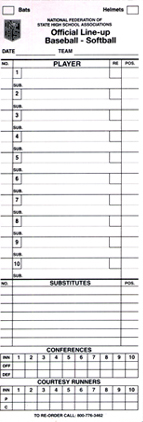 Bats Helmets
NATIONAL FEDERATION OF
STATE HIGH SCHOOL ASSOCIATIONS
Official Line-up
Baseball - Softball
DATE TEAM
NO. PLAYER RE POS.
1
SUB.
2
SUB.
3
SUB.
4
SUB.
5
SUB.
6
SUB.
7
SUB.
8
SUB.
9
SUB.
10
SUB.
NO. SUBSTITUTES POS.
CONFERENCES
INN 1 2 3 4 5 6 7 8 9 10
OFF
DEF
COURTESY RUNNERS
INN 1 2 3 4 5 6 7 8 9 10
P
C
TO RE-ORDER CALL: 800-776-3462